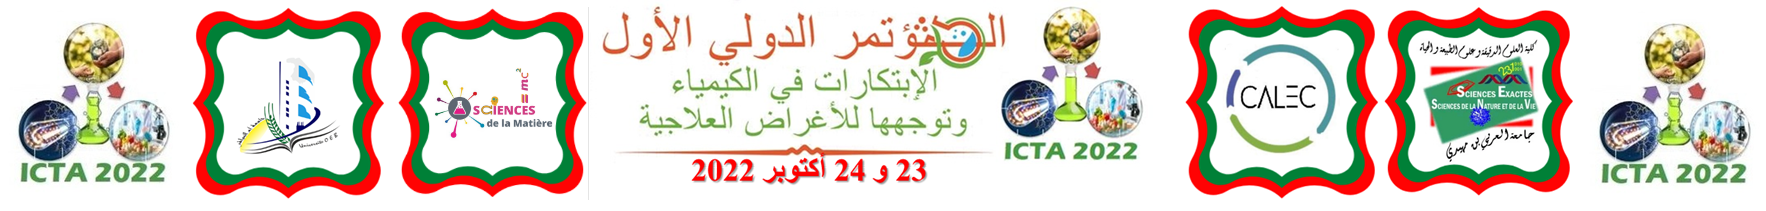 ICTA 2022
Université O.E.B
SCIENCES
de la Matière
المؤتمر الدولي الأول
الإبتكارات في الكيمياء
وتوجهها للأغراض العلاجية
23 و 24 أكتوبر 2022
ICTA 2022
CALEC
كلية العلوم الدقيقة وعلوم الطبيعة والحياة
SCIENCES EXACTES
SCIENCES DE LA NATURE ET DE LA VIE
جامعة العربي بن مهيدي
ICTA 2022